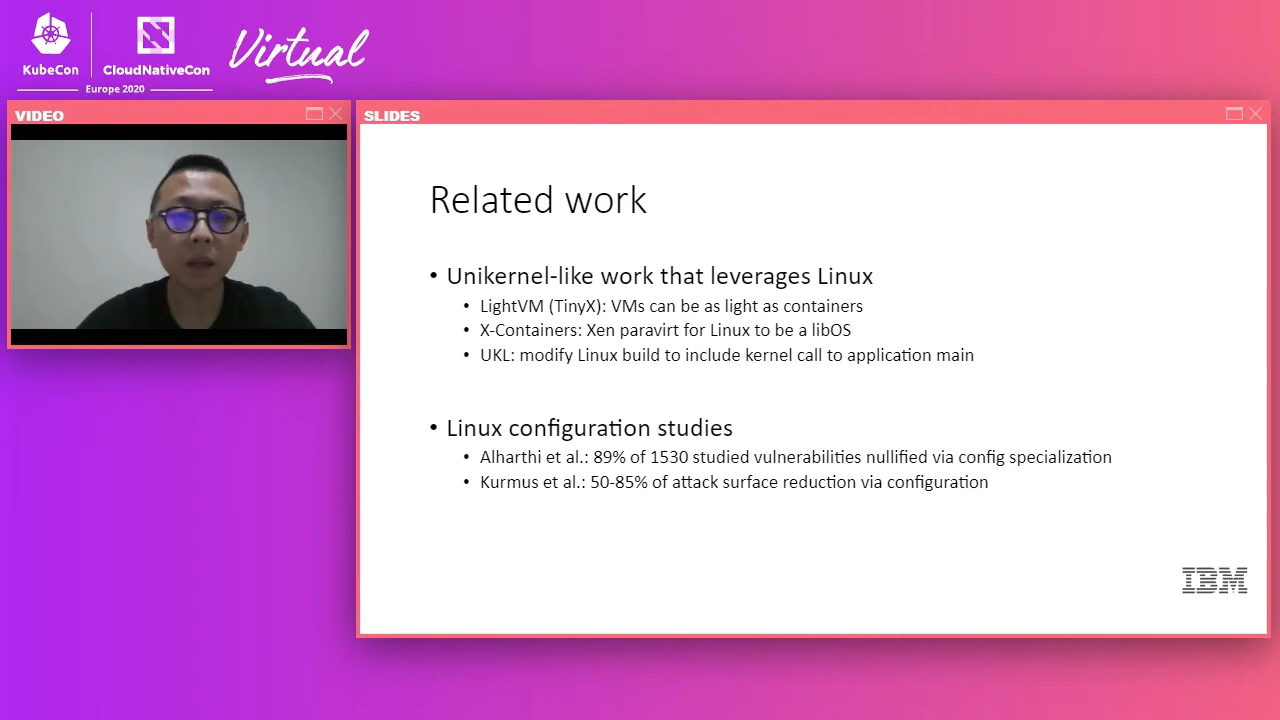 KubeCon
CloudNativeCon
Europe 2020
Virtual
VIDEO
SLIDES
Related work
• Unikernel-like work that leverages Linux
• LightVM (TinyX): VMs can be as light as containers
• X-Containers: Xen paravirt for Linux to be a libOS
• UKL: modify Linux build to include kernel call to application main
• Linux configuration studies
• Alharthi et al.: 89% of 1530 studied vulnerabilities nullified via config specialization
• Kurmus et al.: 50-85% of attack surface reduction via configuration
IBM